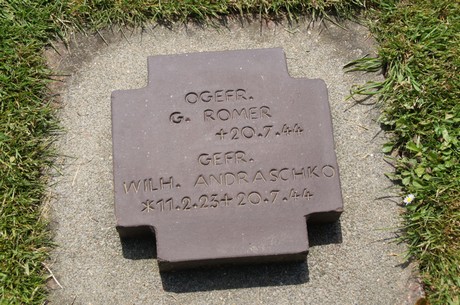 OGEFR.
G. ROMER
+20.7.44
GEFR.
WILH. ANDRASCHKO
*11.2.23+20.7.44